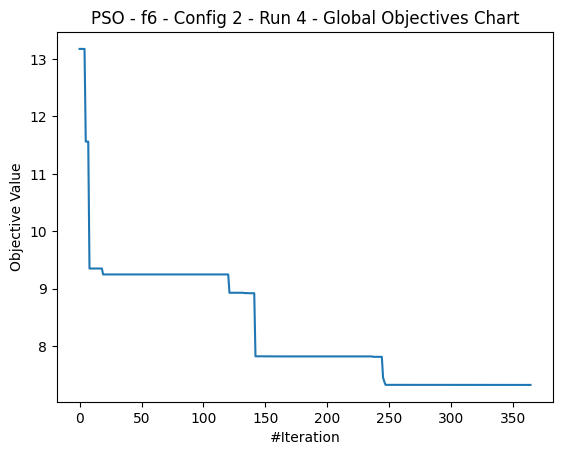 PSO - f6 - Config 2 - Run 4 - Global Objectives Chart
Objective Value
13
12
11
10
9
8
0 50 100 150 200 250 300 350
#Iteration